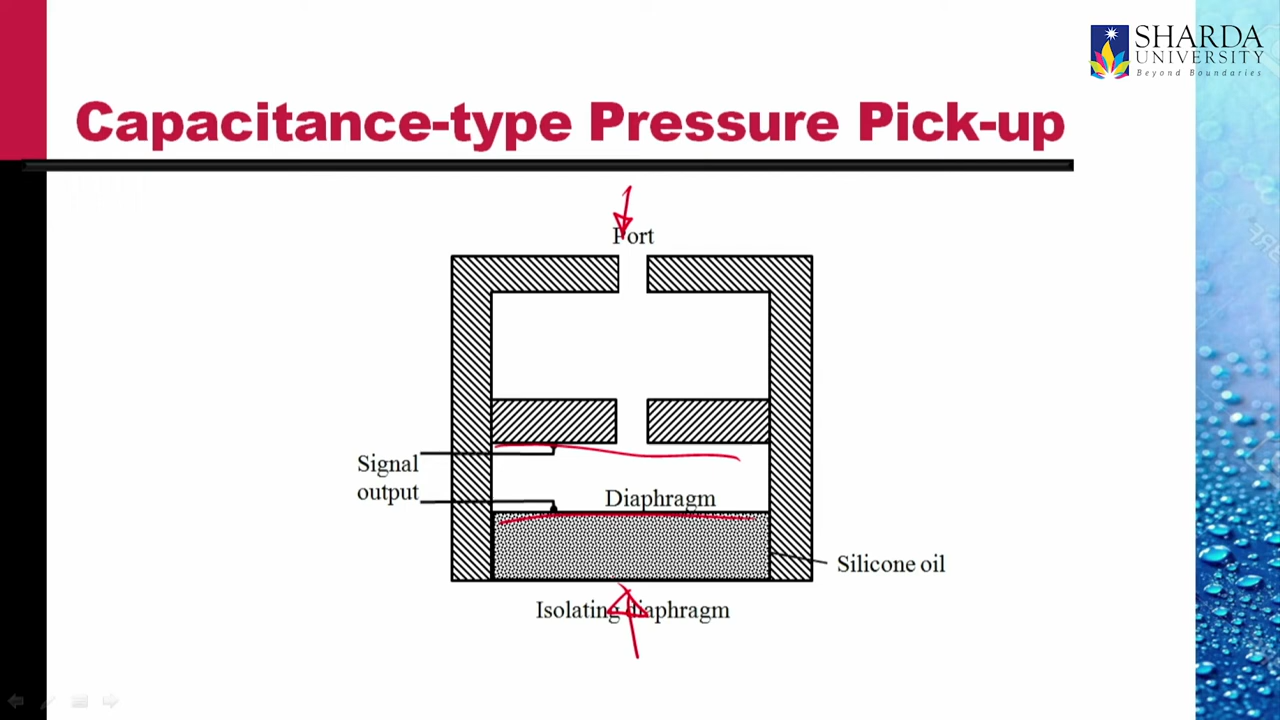 SHARDA
UNIVERSITY
Beyond Boundaries
Capacitance-type Pressure Pick-up
Port
Signal
output
Diaphragm
Silicone oil
Isolating diaphragm